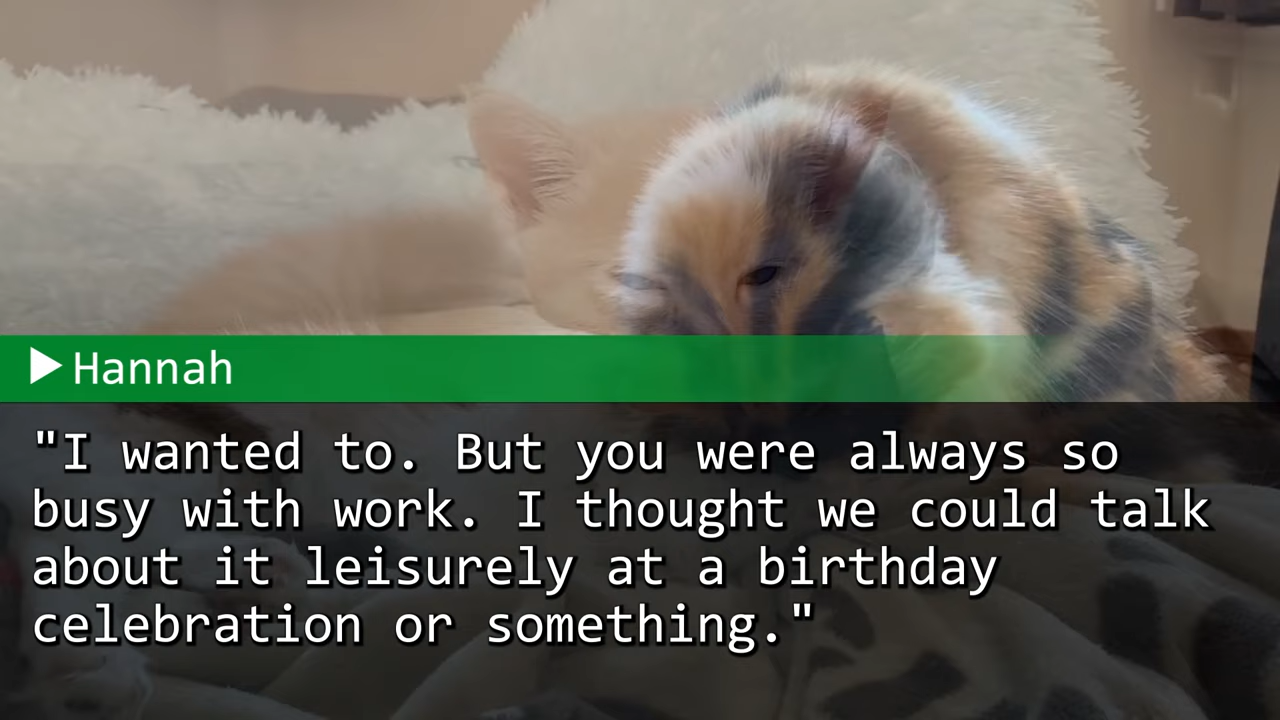 Hannah
"I wanted to. But you were always so
busy with work. I thought we could talk
about it leisurely at a birthday
celebration or something."